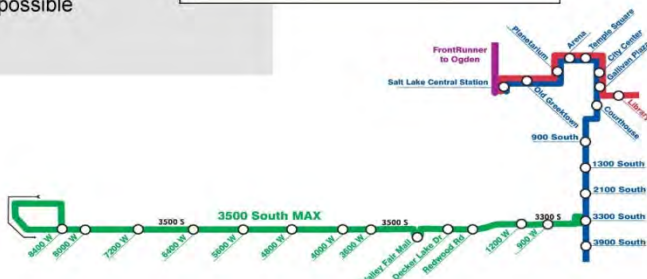 possible
FrontRunner
to Ogden
Salt Lake Central Station
Old Greektown
Planetarium
Arena
Temple Square
City Center
Gallivan Plaza
Library
Courthouse
900 South
1300 South
2100 South
3300 South
3900 South
3500 South MAX
3500 S
3500 S
3300 S
8400 W
8000 W
7200 W
6400 W
5600 W
4800 W
4000 W
3600 W
Valley Fair Mall
Decker Lake Dr
Redwood Rd
1200 W
900 W